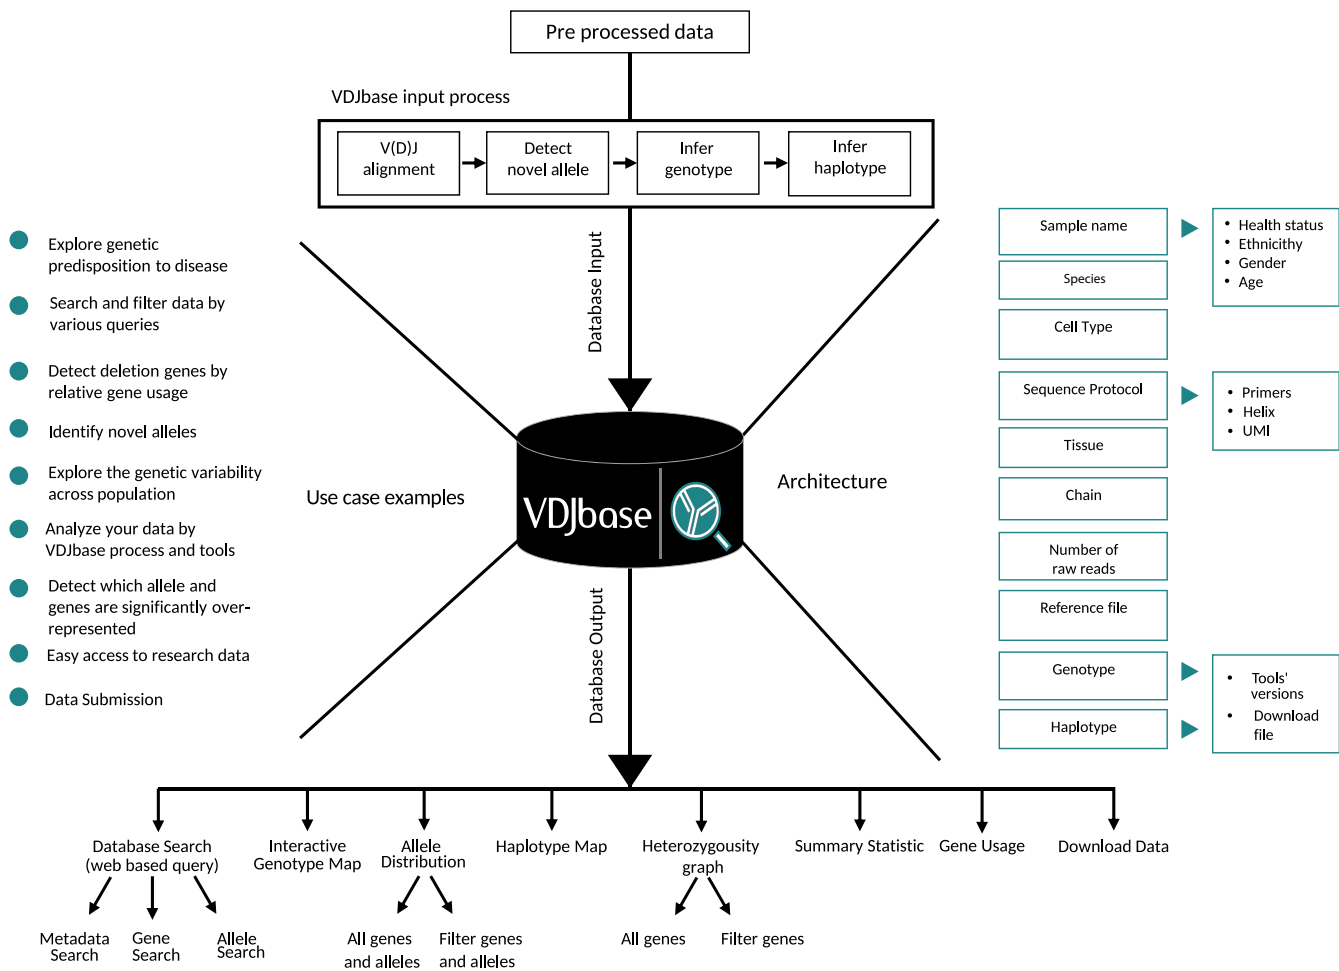 Pre processed data
VDJbase input process
V(D)J
alignment
Detect
novel allele
Infer
genotype
Infer
haplotype
Database Input
Explore genetic
predisposition to disease
Search and filter data by
various queries
Detect deletion genes by
relative gene usage
Identify novel alleles
Explore the genetic variability
across population
Analyze your data by
VDJbase process and tools
Detect which allele and
genes are significantly over-
represented
Easy access to research data
Data Submission
Use case examples
VDJbase
Architecture
Sample name
• Health status
• Ethnicithy
• Gender
• Age
Species
Cell Type
Sequence Protocol
• Primers
• Helix
• UMI
Tissue
Chain
Number of
raw reads
Reference file
Genotype
Haplotype
• Tools'
versions
• Download
file
Database Output
Database Search
(web based query)
Metadata
Search
Gene
Search
Allele
Search
Interactive
Genotype Map
Allele
Distribution
All genes
and alleles
Filter genes
and alleles
Haplotype Map
Heterozygousity
graph
All genes
Filter genes
Summary Statistic
Gene Usage
Download Data